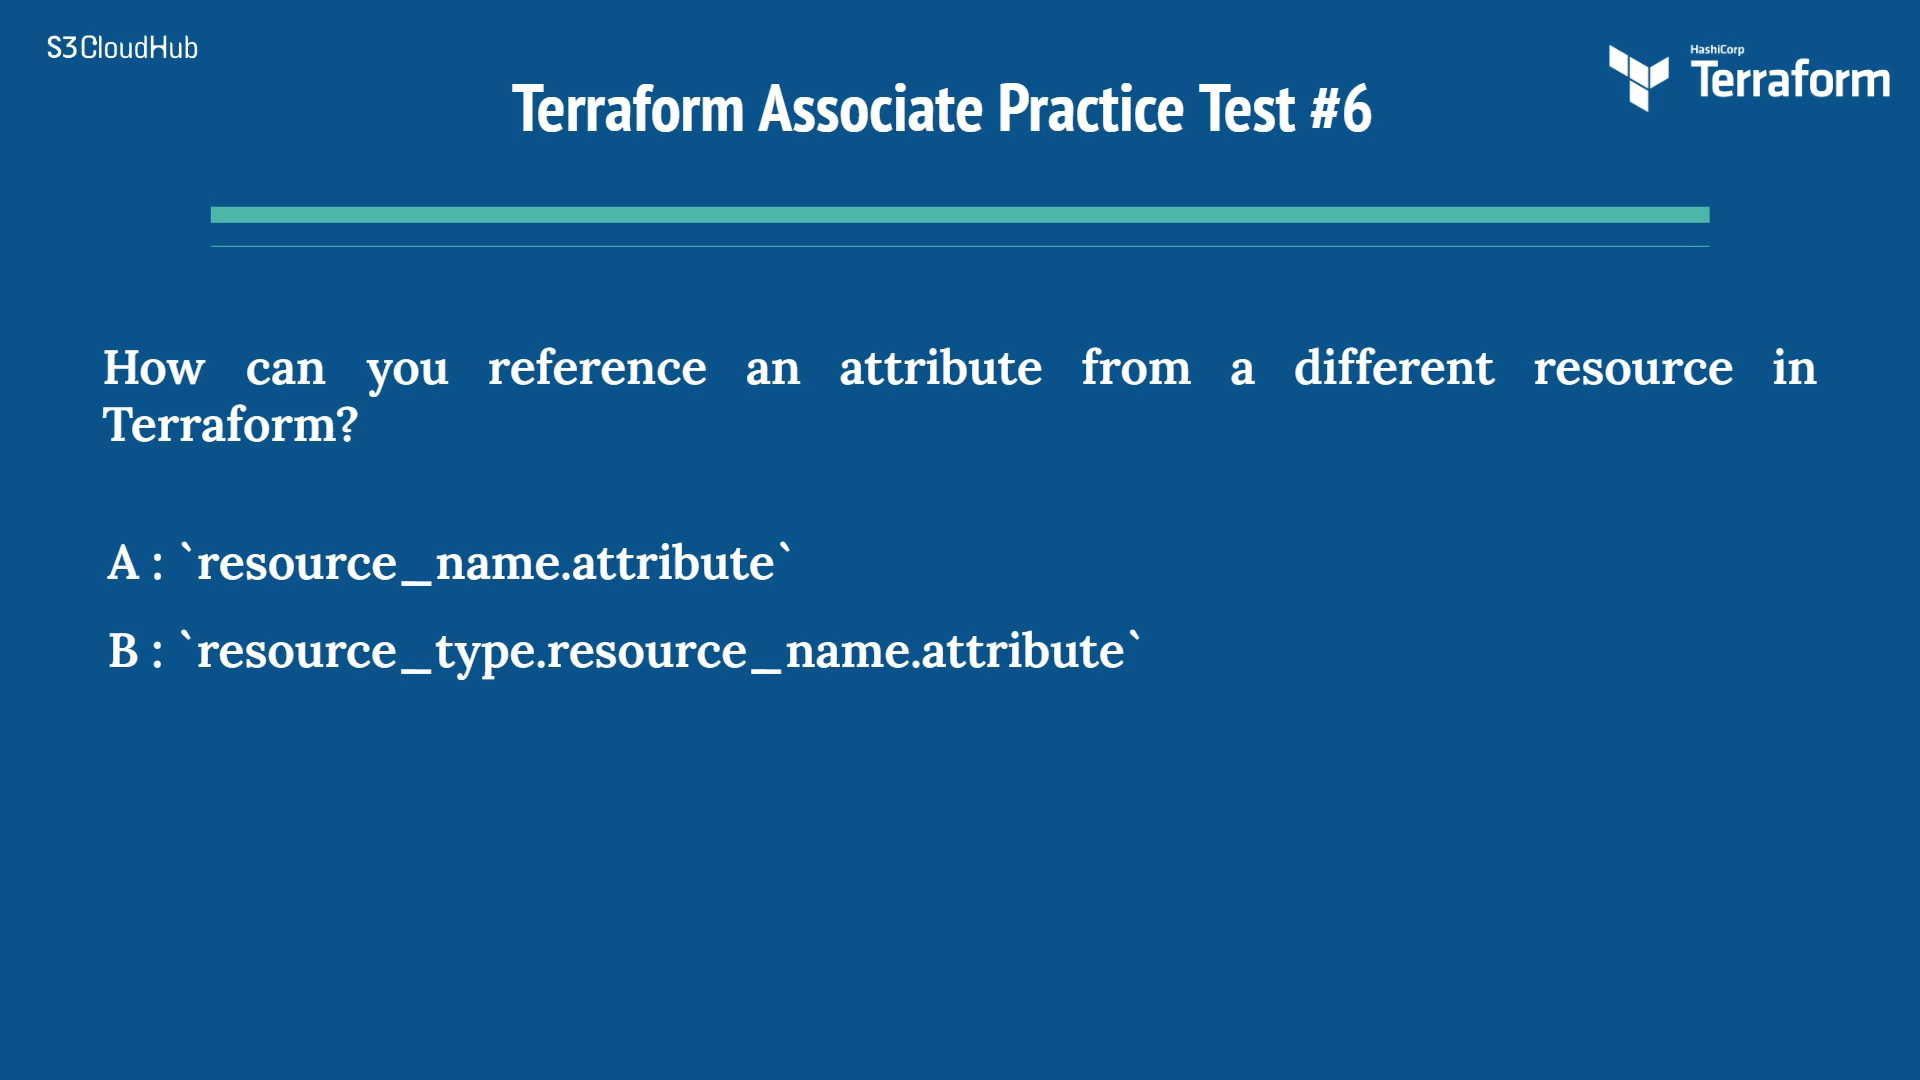 S3CloudHub
HashiCorp
Terraform
Terraform Associate Practice Test #6
How can you reference an attribute from a different resource in
Terraform?
A : `resource_name.attribute`
B : `resource_type.resource_name.attribute`